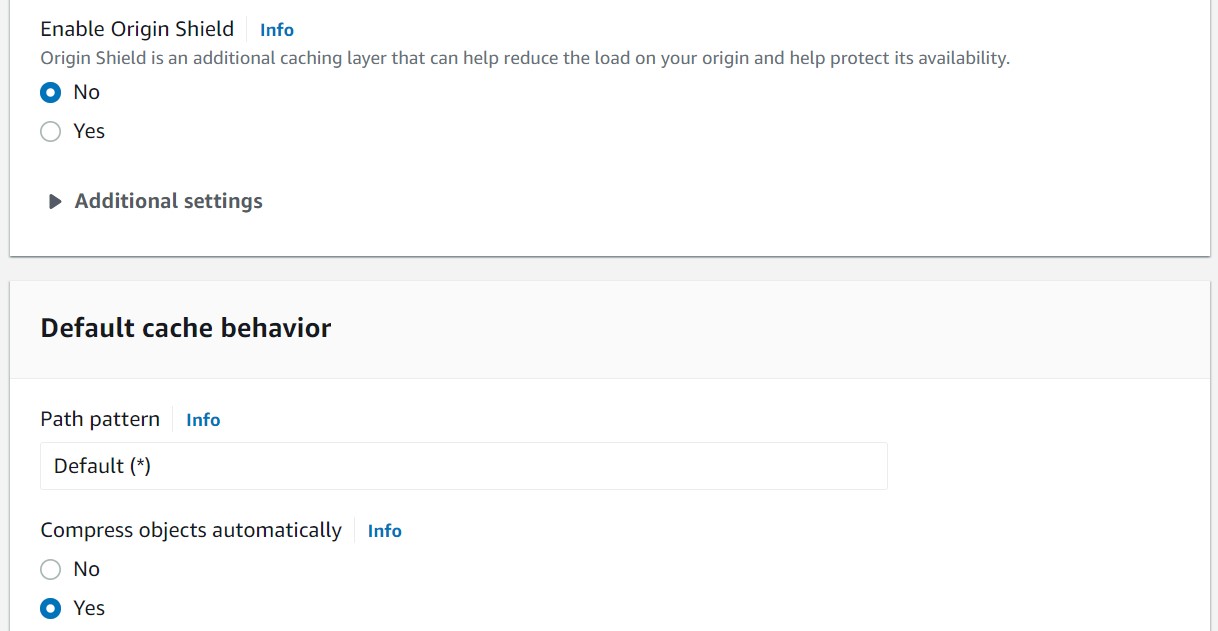 Enable Origin Shield Info
Origin Shield is an additional caching layer that can help reduce the load on your origin and help protect its availability.
No
Yes
Additional settings
Default cache behavior
Path pattern Info
Default (*)
Compress objects automatically Info
No
Yes